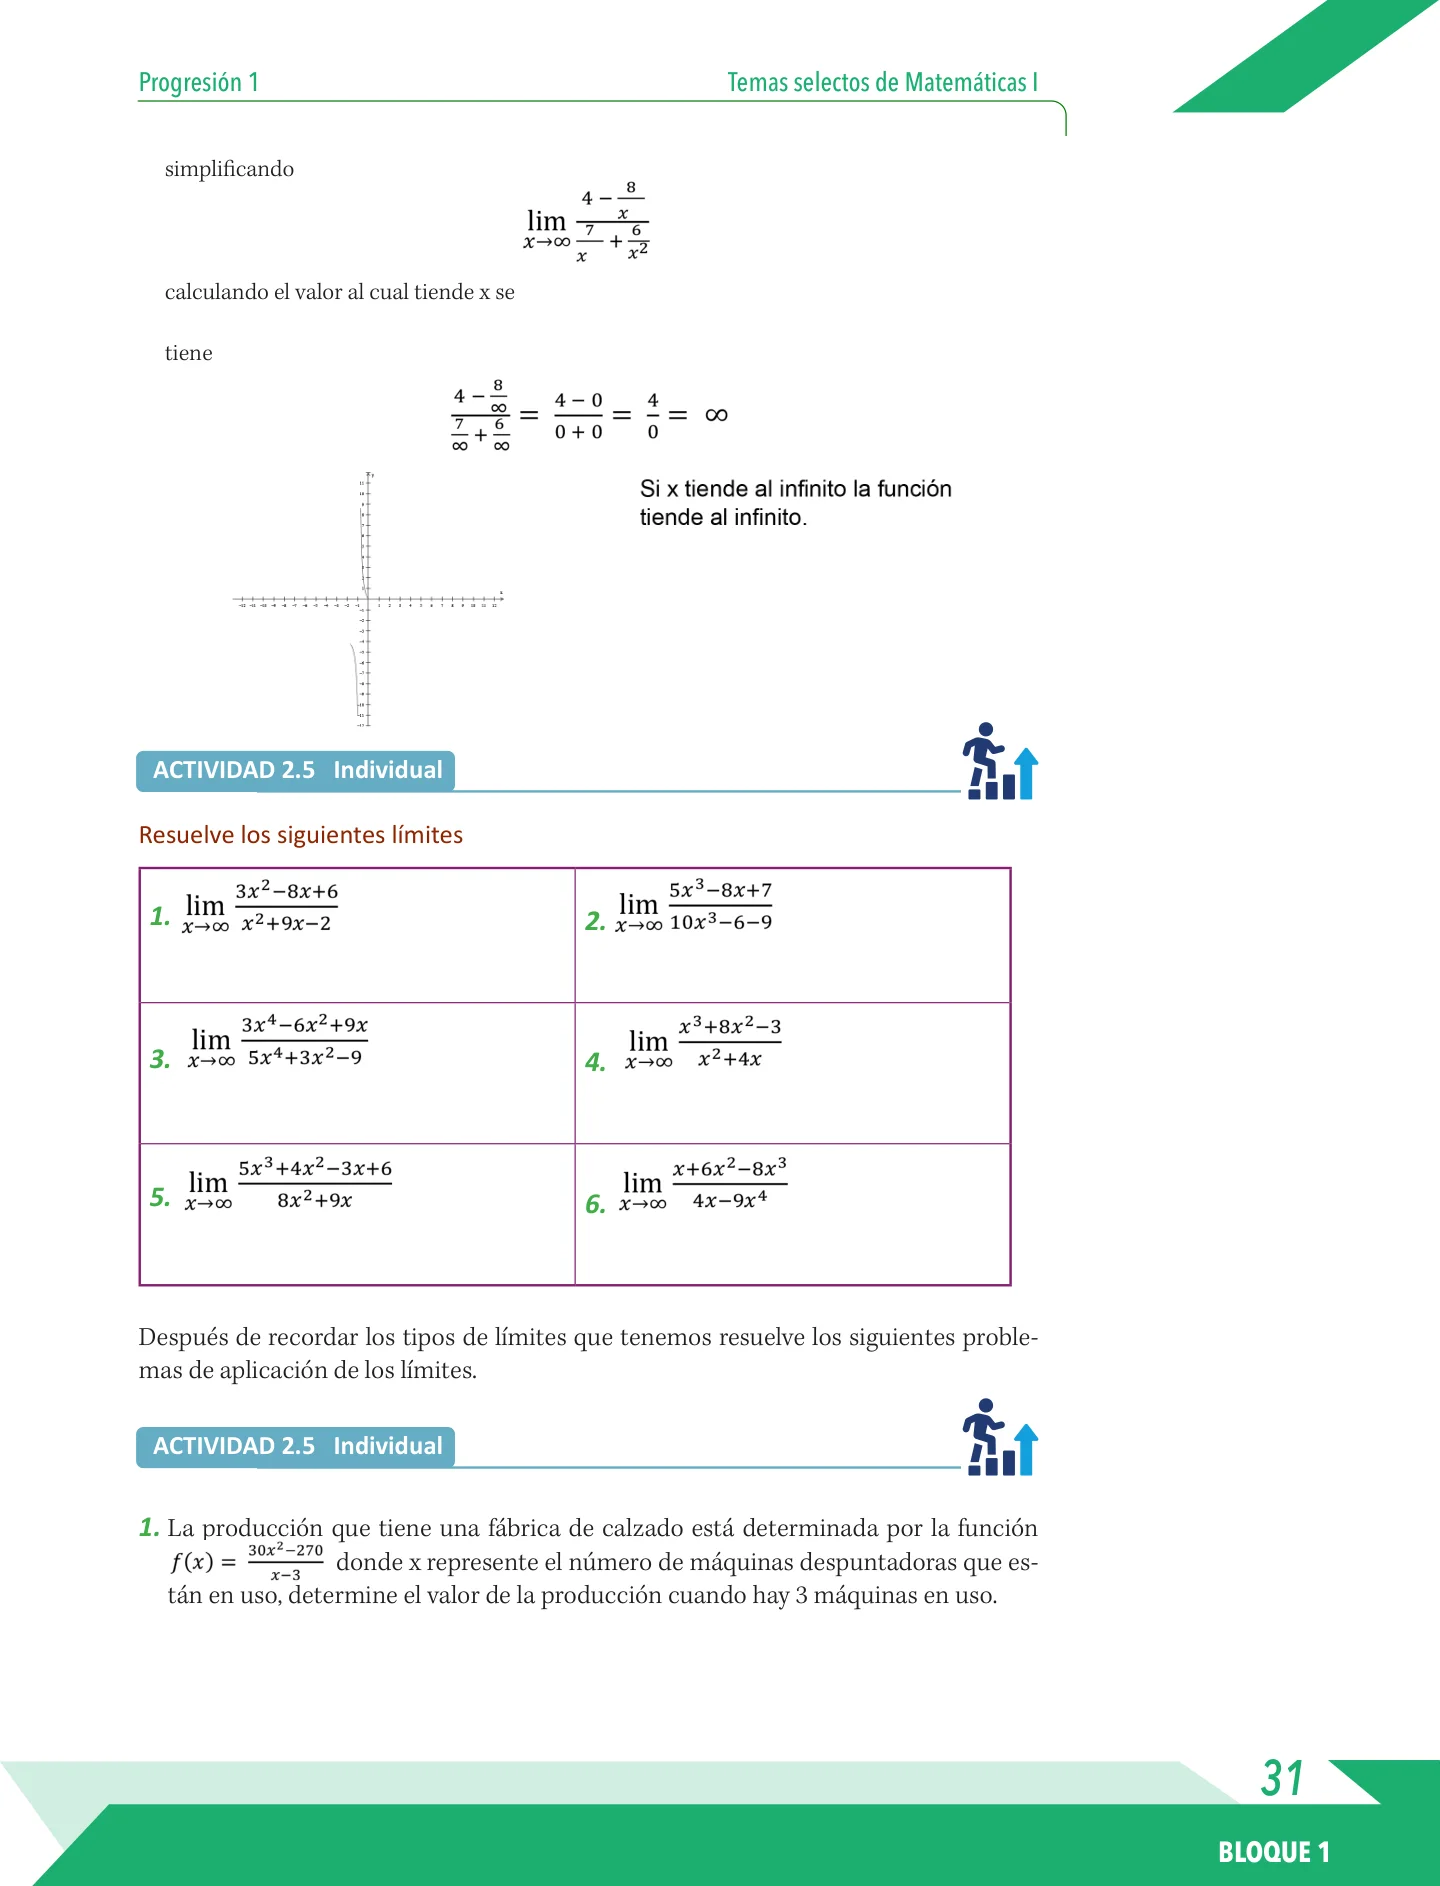 Progresión 1
Temas selectos de Matemáticas I
simplificando
lim x→∞ (4 − 8/x)/(7/x + 6/x²)
calculando el valor al cual tiende x se
tiene
(4 − 8/∞)/(7/∞ + 6/∞) = (4 − 0)/(0 + 0) = 4/0 = ∞
Si x tiende al infinito la función
tiende al infinito.
ACTIVIDAD 2.5 Individual
Resuelve los siguientes límites
1. lim x→∞ (3x²−8x+6)/(x²+9x−2)
2. lim x→∞ (5x³−8x+7)/(10x³−6−9)
3. lim x→∞ (3x⁴−6x²+9x)/(5x⁴+3x²−9)
4. lim x→∞ (x³+8x²−3)/(x²+4x)
5. lim x→∞ (5x³+4x²−3x+6)/(8x²+9x)
6. lim x→∞ (x+6x²−8x³)/(4x−9x⁴)
Después de recordar los tipos de límites que tenemos resuelve los siguientes proble-
mas de aplicación de los límites.
ACTIVIDAD 2.5 Individual
1. La producción que tiene una fábrica de calzado está determinada por la función
f(x) = (30x²−270)/(x−3) donde x represente el número de máquinas despuntadoras que es-
tán en uso, determine el valor de la producción cuando hay 3 máquinas en uso.
31
BLOQUE 1